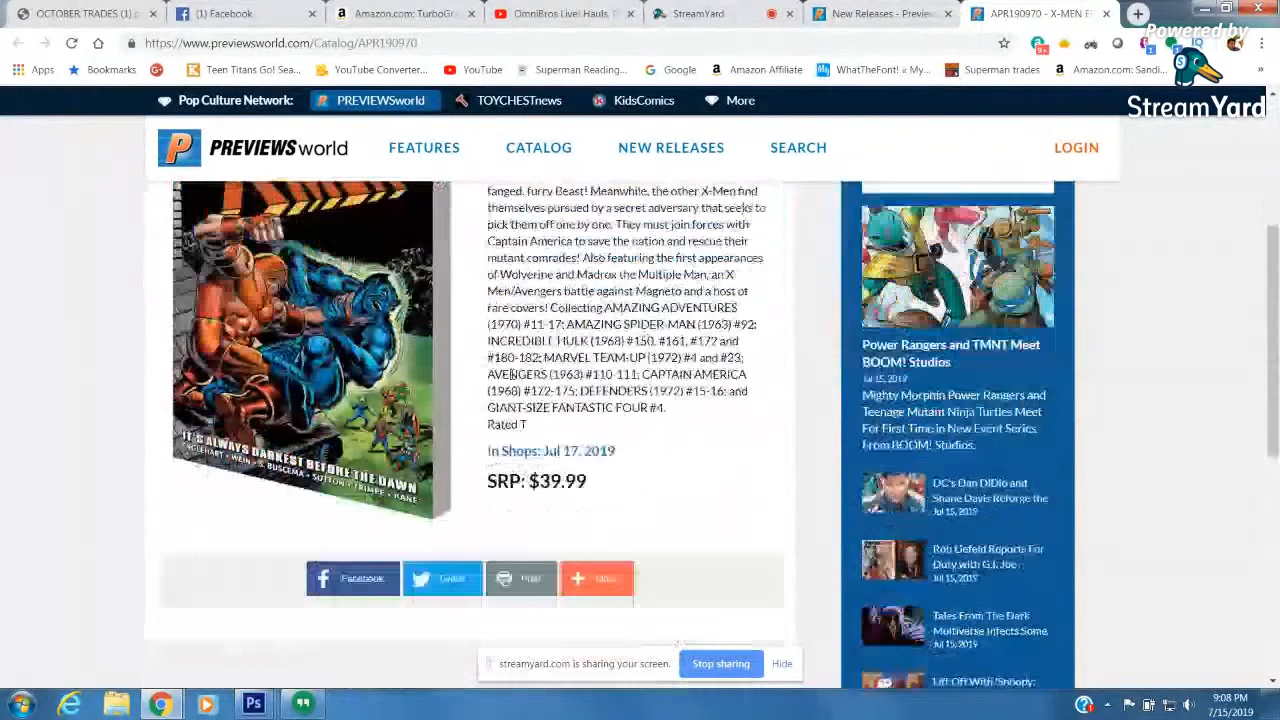 OCTOBER TRADES (1).p
(1) Facebook
Amazon.com: TurboGra
Omar
StreamYard
New Releases - Preview
APR190970 - X-MEN E
Powered by
https://www.previewsworld.com/Catalog/APR190970
9+
Apps
Bookm
Teen Titans Go! Sea...
YouTube Converter...
YouTube
Superman Reading...
Google
Amazon Affiliate
WhatTheFont! « My...
Superman trades
Amazon.com: Sandi...
»
StreamYard
Pop Culture Network:
PREVIEWSworld
TOYCHESTnews
KidsComics
More
P PREVIEWSworld
FEATURES
CATALOG
NEW RELEASES
SEARCH
LOGIN
fanged, furry Beast! Meanwhile, the other X-Men find
themselves pursued by a secret adversary that seeks to
pick them off one by one. They must join forces with
Captain America to save the nation and rescue their
mutant comrades! Also featuring the first appearances
of Wolverine and Madrox the Multiple Man, an X
Men/Avengers battle against Magneto and a host of
rare covers! Collecting AMAZING ADVENTURES
(1970) #11-17; AMAZING SPIDER-MAN (1963) #92;
INCREDIBLE HULK (1968) #150, #161, #172 and
#180-182; MARVEL TEAM-UP (1972) #4 and #23;
AVENGERS (1963) #110-111; CAPTAIN AMERICA
(1968) #172-175; DEFENDERS (1972) #15-16; and
GIANT-SIZE FANTASTIC FOUR #4.
Rated T
In Shops: Jul 17, 2019
SRP: $39.99
IT'S ALWAYS DARKEST BEFORE THE DAWN
ENGLEHART • WEIN • BUSCEMA • SUTTON • TRIMPE • KANE
Facebook
Twitter
Print
Power Rangers and TMNT Meet
BOOM! Studios
Jul 15, 2019
Mighty Morphin Power Rangers and
Teenage Mutant Ninja Turtles Meet
For First Time in New Event Series
From BOOM! Studios.
DC's Dan DiDio and
Shane Davis Reforge the
Jul 15, 2019
Rob Liefeld Reports For
Duty with G.I. Joe
Jul 15, 2019
Tales From The Dark
Multiverse Infects Some
Jul 15, 2019
Lift Off With 'Snoopy:
streamyard.com is sharing your screen.
Stop sharing
Hide
9:08 PM
7/15/2019